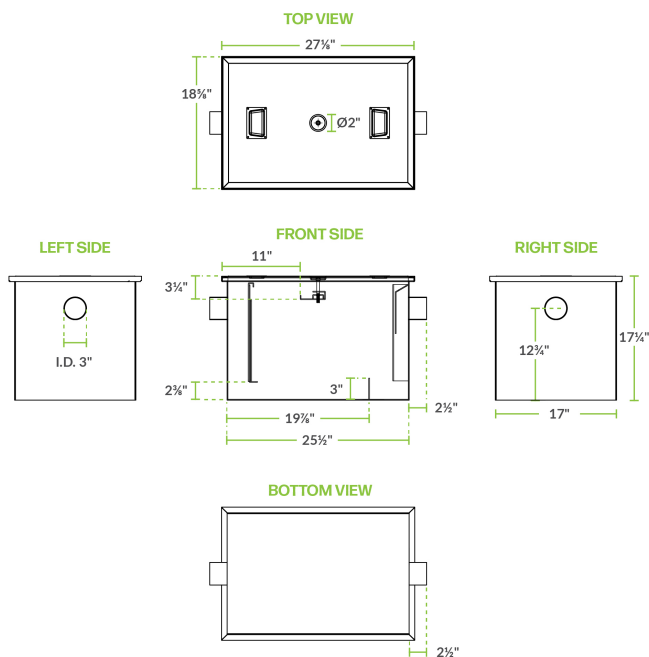 TOP VIEW
27⅛"
18⅝"
Ø2"
LEFT SIDE
FRONT SIDE
RIGHT SIDE
11"
3¼"
I.D. 3"
2⅜"
3"
19⅞"
25½"
2½"
12¾"
17¼"
17"
BOTTOM VIEW
2½"